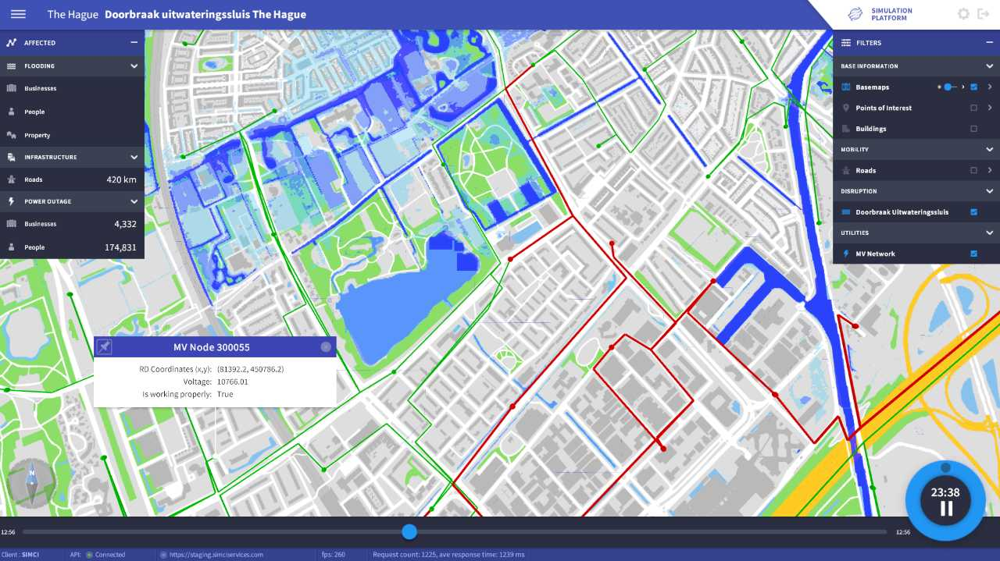 The Hague Doorbraak uitwateringssluis The Hague
SIMULATION
PLATFORM
AFFECTED
FLOODING
Businesses
People
Property
INFRASTRUCTURE
Roads 420 km
POWER OUTAGE
Businesses 4,332
People 174,831
FILTERS
BASE INFORMATION
Basemaps
Points of Interest
Buildings
MOBILITY
Roads
DISRUPTION
Doorbraak Uitwateringssluis
UTILITIES
MV Network
MV Node 300055
RD Coordinates (x,y): (81392.2, 450786.2)
Voltage: 10766.01
Is working properly: True
N
23:38
12:56
12:56
Client : SIMCI API: Connected https://staging.simciservices.com fps: 260 Request count: 1225, ave response time: 1239 ms